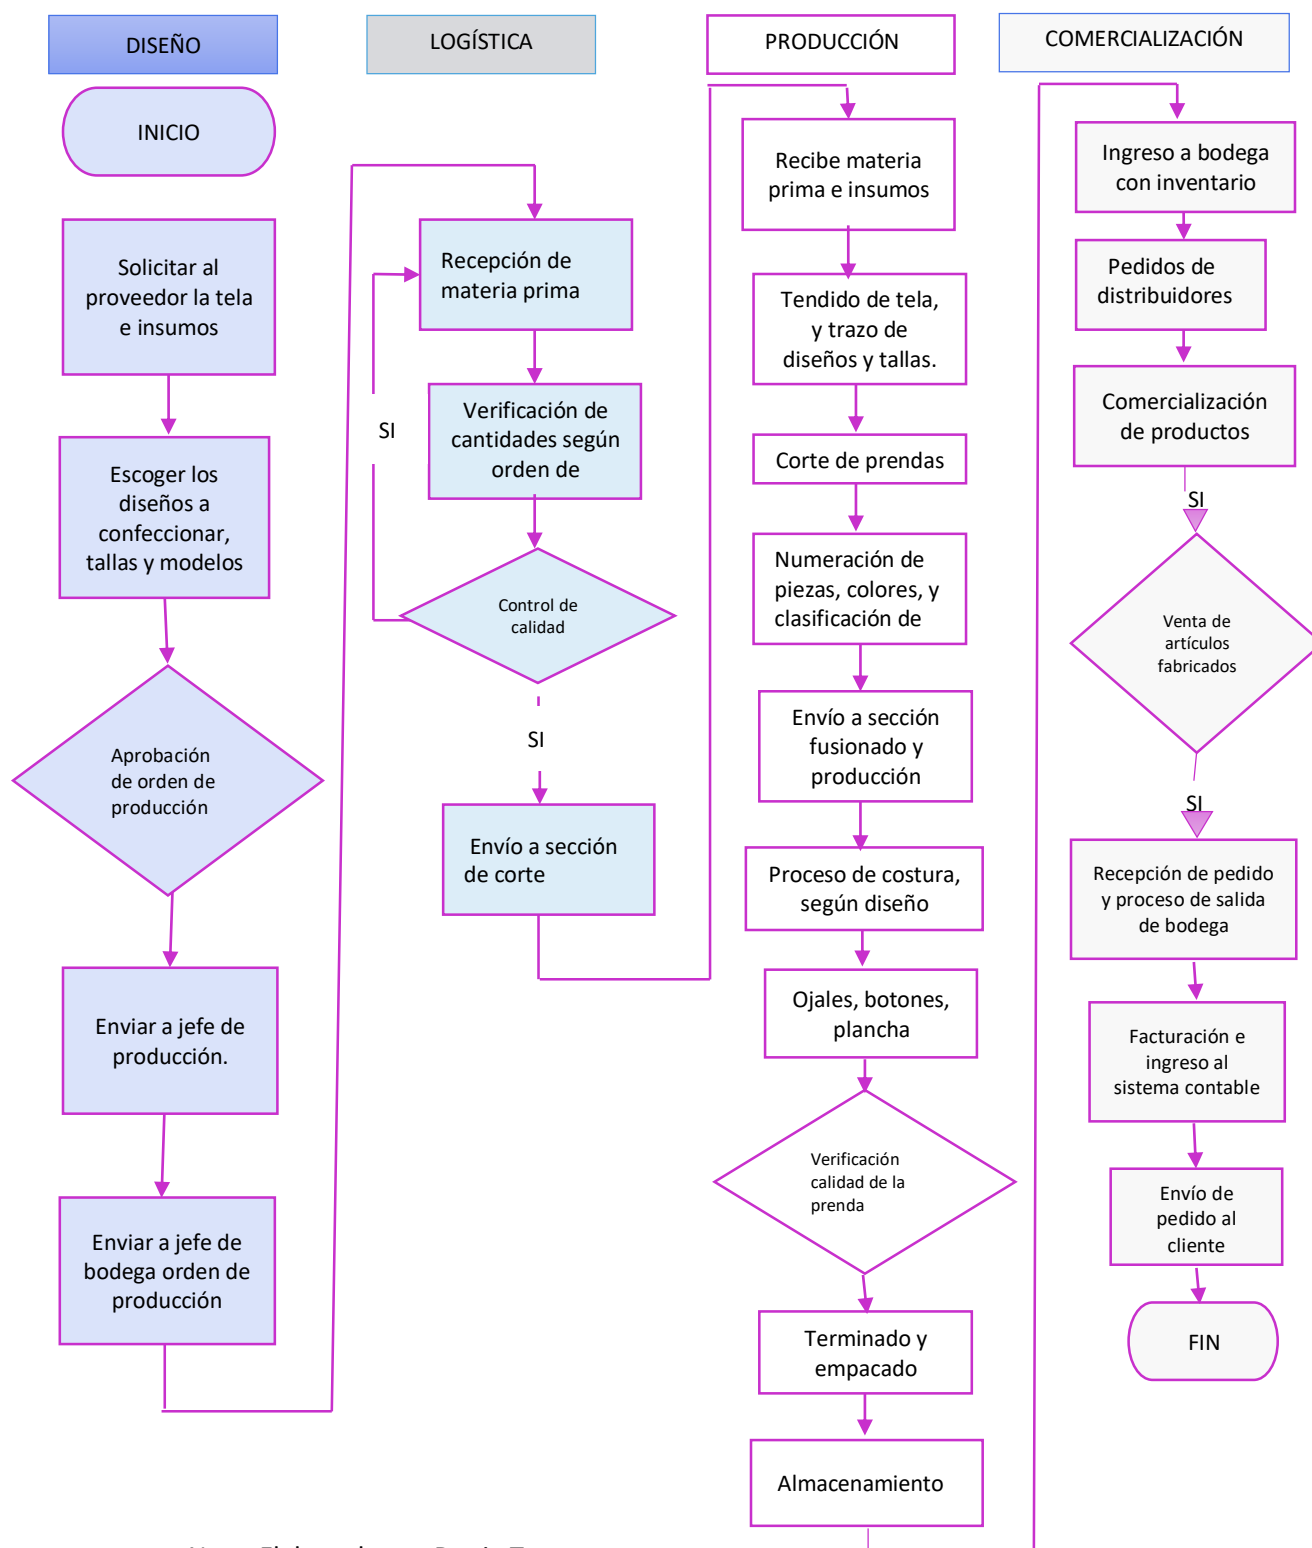 DISEÑO
INICIO
Solicitar al
proveedor la tela
e insumos
Escoger los
diseños a
confeccionar,
tallas y modelos
Aprobación
de orden de
producción
Enviar a jefe de
producción.
Enviar a jefe de
bodega orden de
producción
LOGÍSTICA
Recepción de
materia prima
SI
Verificación de
cantidades según
orden de
Control de
calidad
SI
Envío a sección
de corte
PRODUCCIÓN
Recibe materia
prima e insumos
Tendido de tela,
y trazo de
diseños y tallas.
Corte de prendas
Numeración de
piezas, colores, y
clasificación de
Envío a sección
fusionado y
producción
Proceso de costura,
según diseño
Ojales, botones,
plancha
Verificación
calidad de la
prenda
Terminado y
empacado
Almacenamiento
COMERCIALIZACIÓN
Ingreso a bodega
con inventario
Pedidos de
distribuidores
Comercialización
de productos
SI
Venta de
artículos
fabricados
SI
Recepción de pedido
y proceso de salida
de bodega
Facturación e
ingreso al
sistema contable
Envío de
pedido al
cliente
FIN